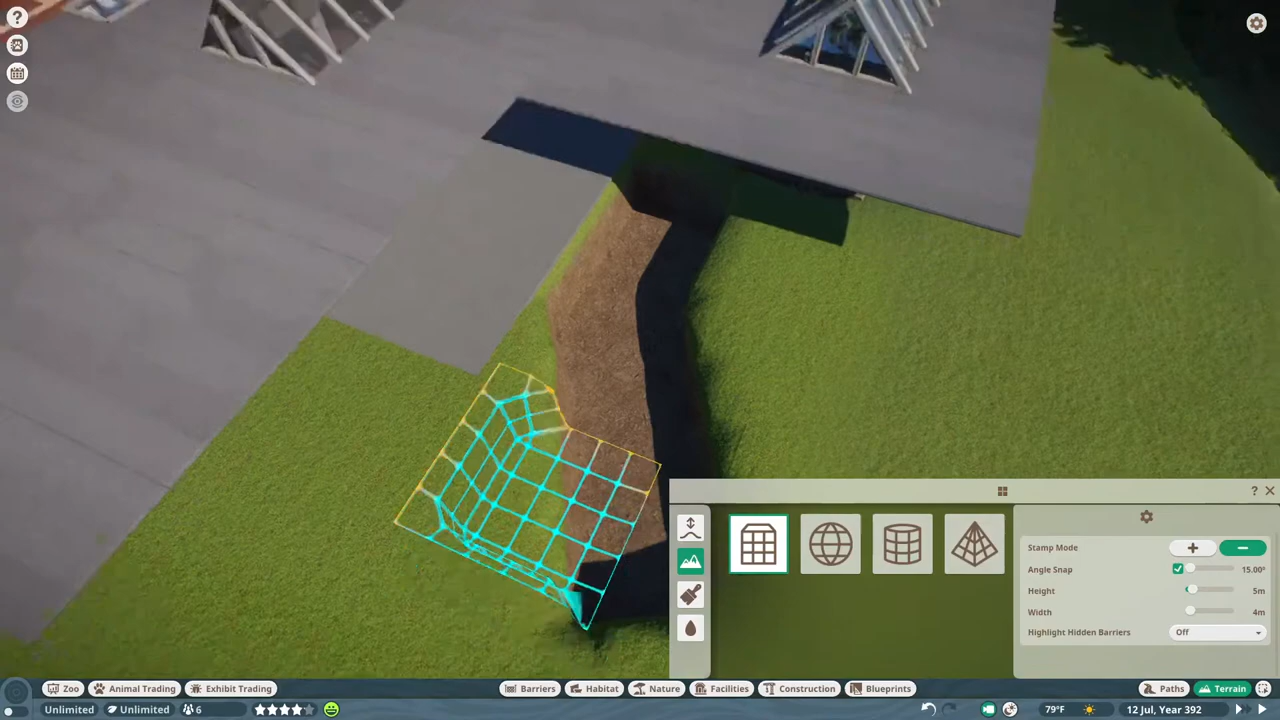 ?
? ×
Stamp Mode + −
Angle Snap 15.00°
Height 5m
Width 4m
Highlight Hidden Barriers Off
Zoo Animal Trading Exhibit Trading Barriers Habitat Nature Facilities Construction Blueprints Paths Terrain
Unlimited Unlimited 6 79°F 12 Jul, Year 392